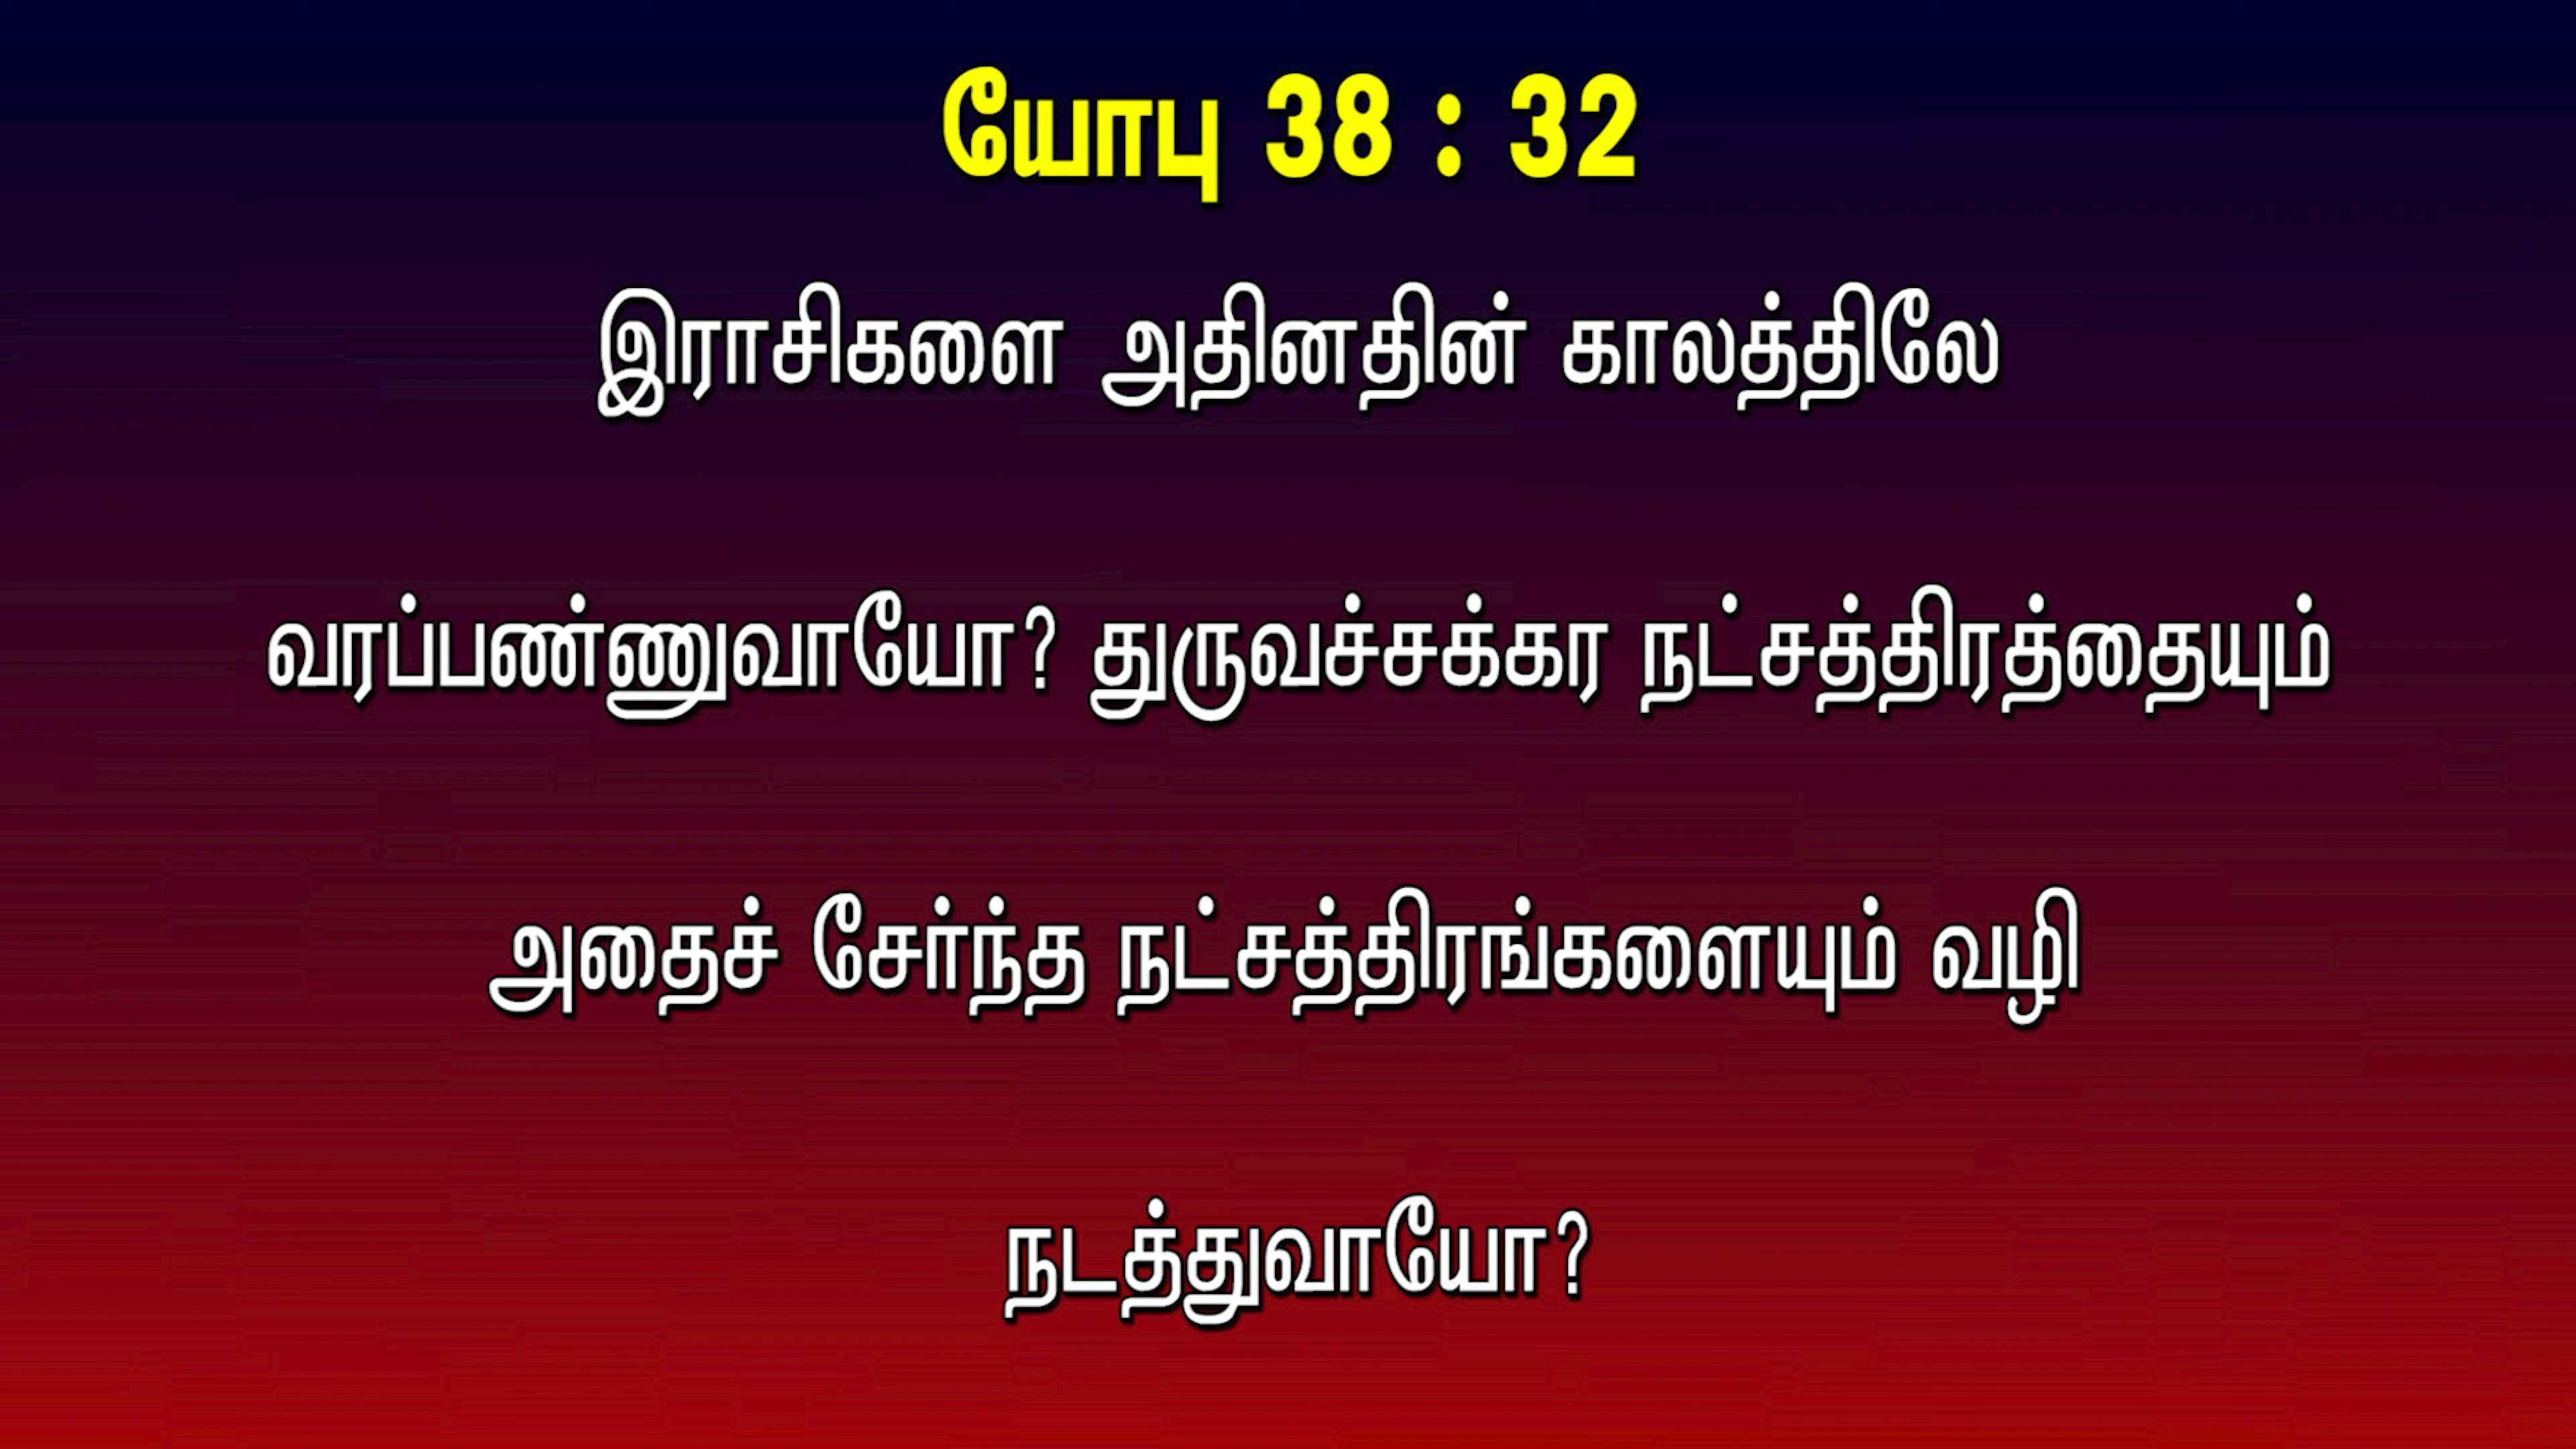 யோபு 38 : 32
இராசிகளை அதினதின் காலத்திலே
வரப்பண்ணுவாயோ? துருவச்சக்கர நட்சத்திரத்தையும்
அதைச் சேர்ந்த நட்சத்திரங்களையும் வழி
நடத்துவாயோ?